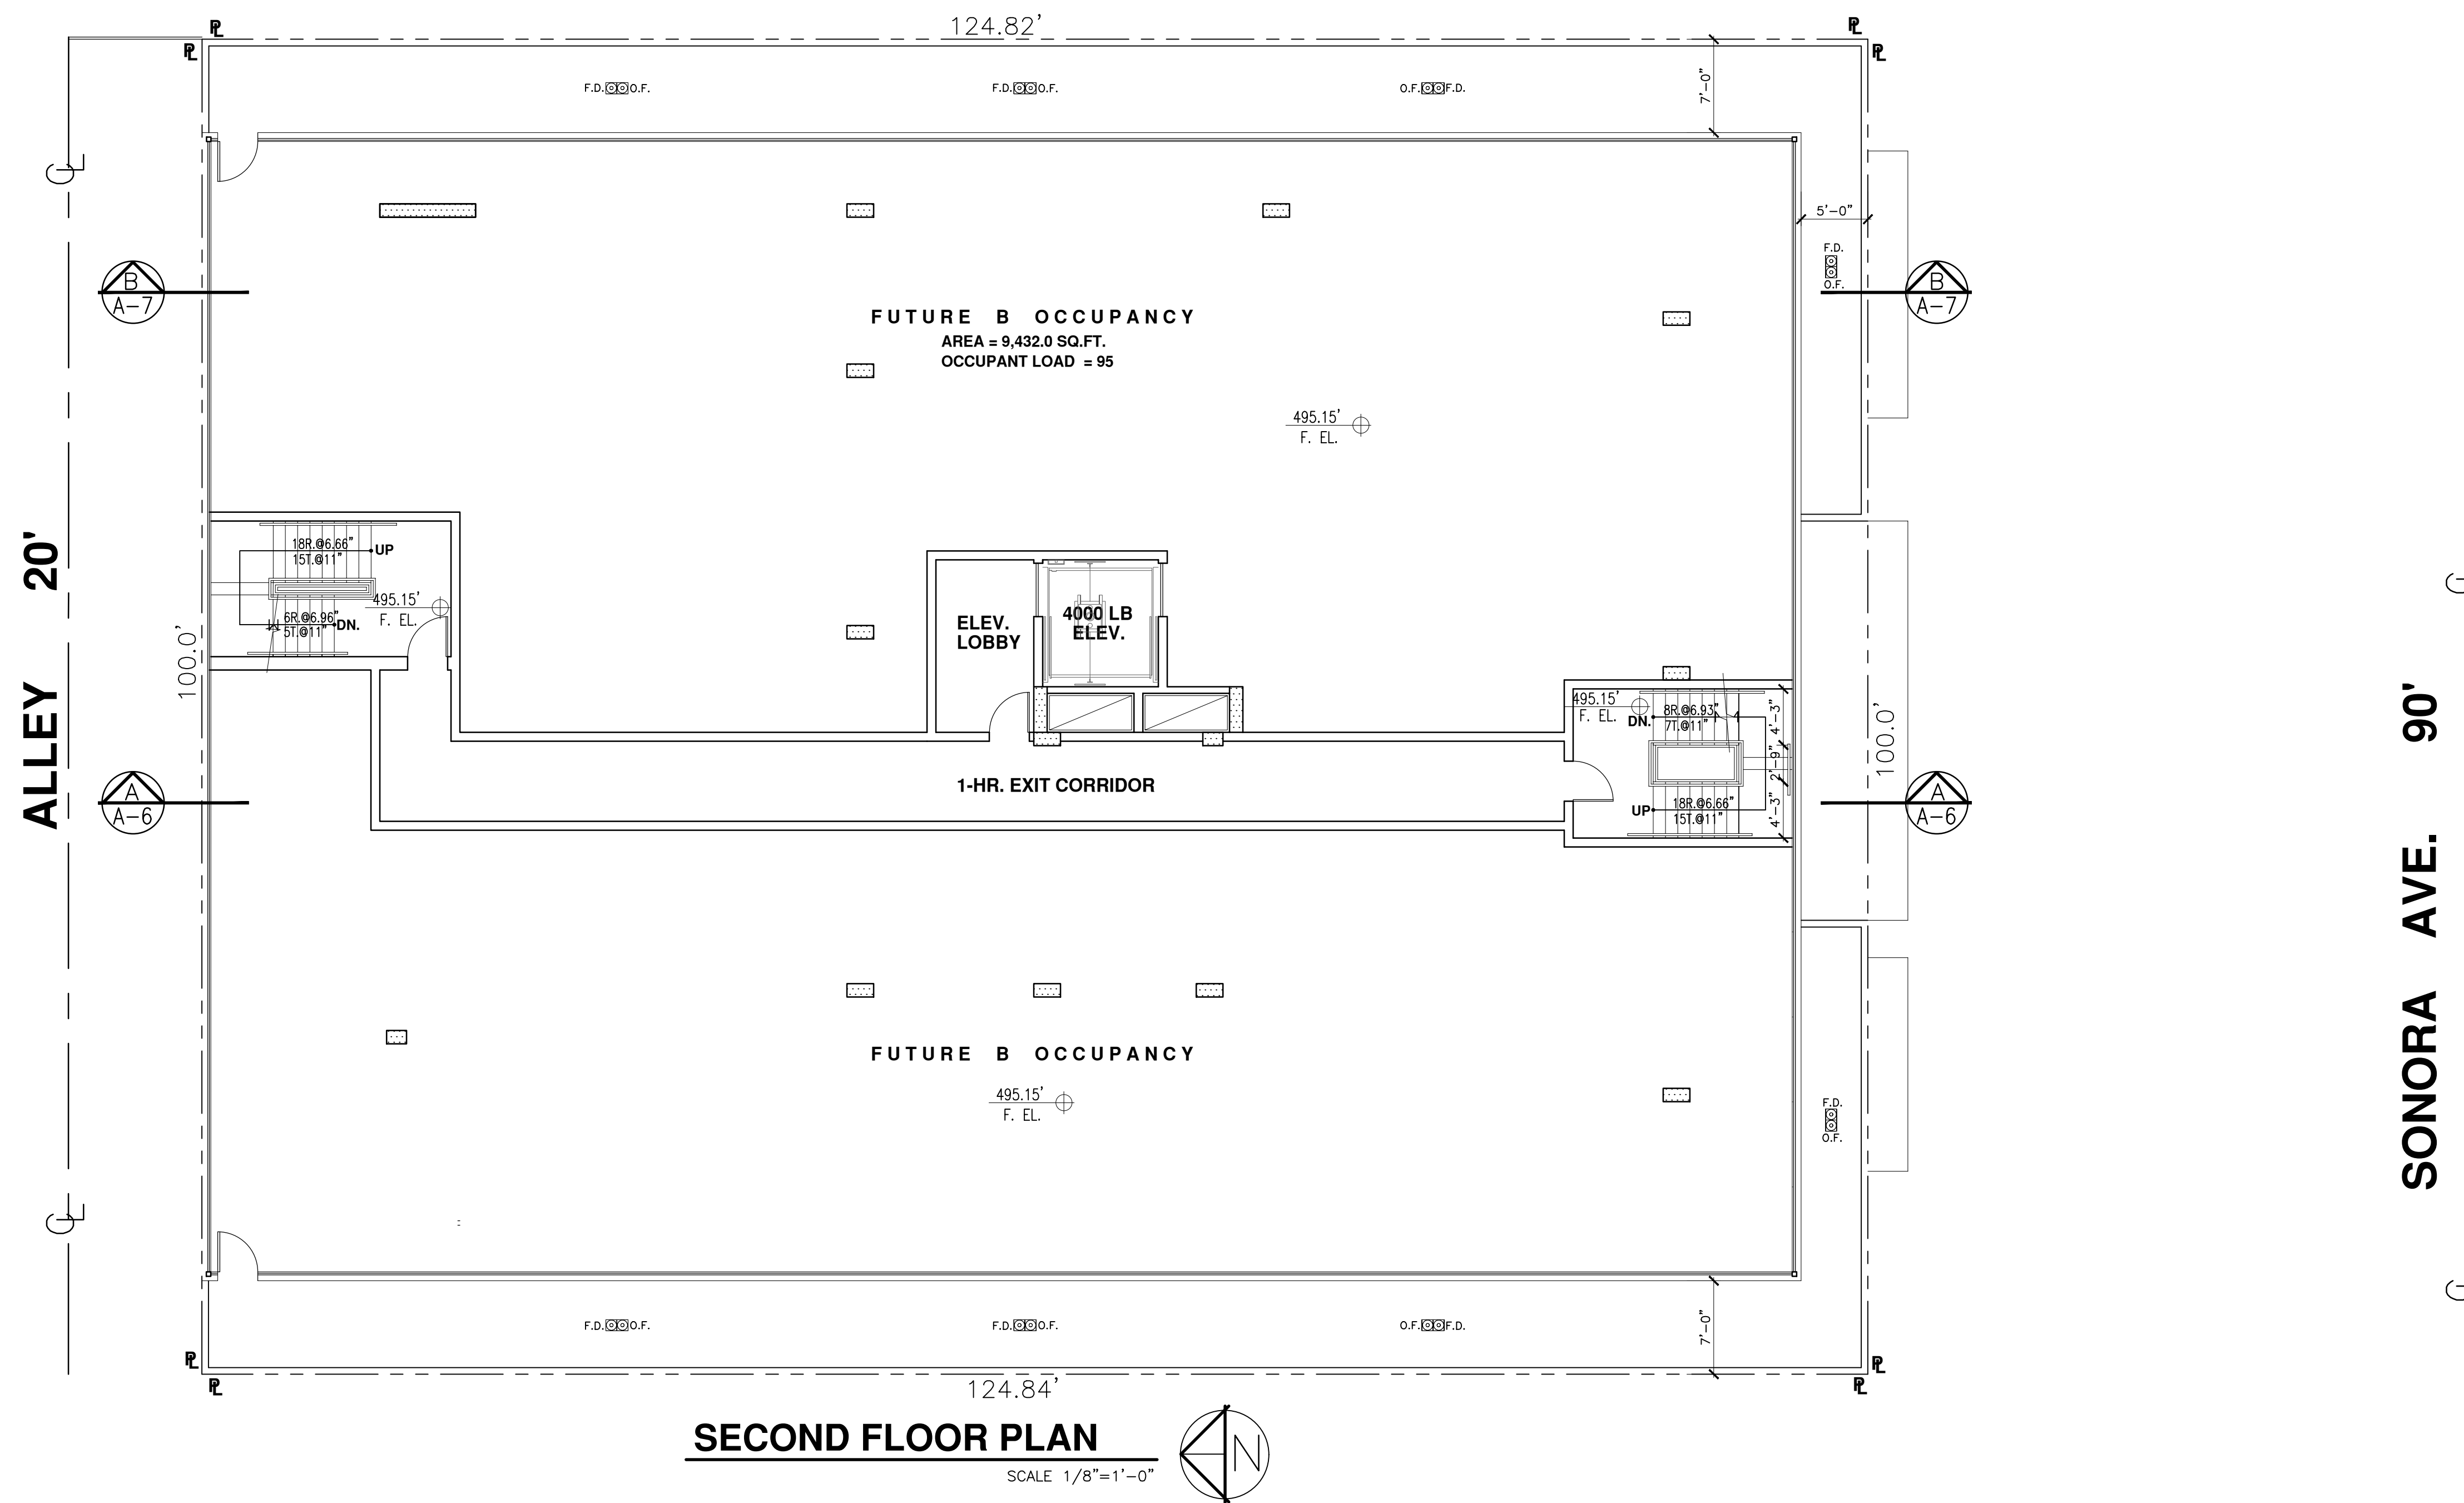 124.82'
PL
PL
PL
PL
F.D. O.F.
F.D. O.F.
O.F. F.D.
7'-0"
CL
5'-0"
F.D.
O.F.
B
A-7
B
A-7
FUTURE B OCCUPANCY
AREA = 9,432.0 SQ.FT.
OCCUPANT LOAD = 95
495.15'
F. EL.
ALLEY 20'
100.0'
18R.@6.66"
15T.@11"
UP
6R.@6.96"
5T.@11"
DN.
495.15'
F. EL.
ELEV.
LOBBY
4000 LB
ELEV.
495.15'
F. EL.
DN.
8R.@6.93"
7T.@11"
4'-3"
2'-9"
4'-3"
UP
18R.@6.66"
15T.@11"
100.0'
SONORA AVE. 90'
1-HR. EXIT CORRIDOR
A
A-6
A
A-6
FUTURE B OCCUPANCY
495.15'
F. EL.
F.D.
O.F.
CL
F.D. O.F.
F.D. O.F.
O.F. F.D.
7'-0"
PL
PL
PL
PL
124.84'
SECOND FLOOR PLAN
SCALE 1/8"=1'-0"
N